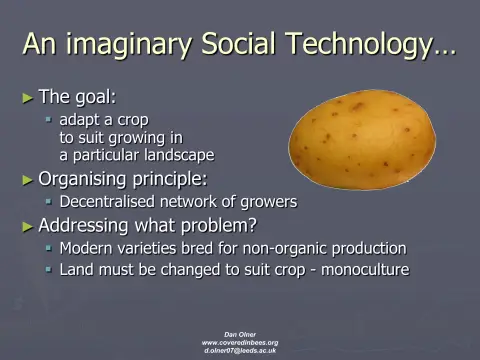 An imaginary Social Technology…
The goal:
adapt a crop
to suit growing in
a particular landscape
Organising principle:
Decentralised network of growers
Addressing what problem?
Modern varieties bred for non-organic production
Land must be changed to suit crop - monoculture
Dan Olner
www.coveredinbees.org
d.olner07@leeds.ac.uk